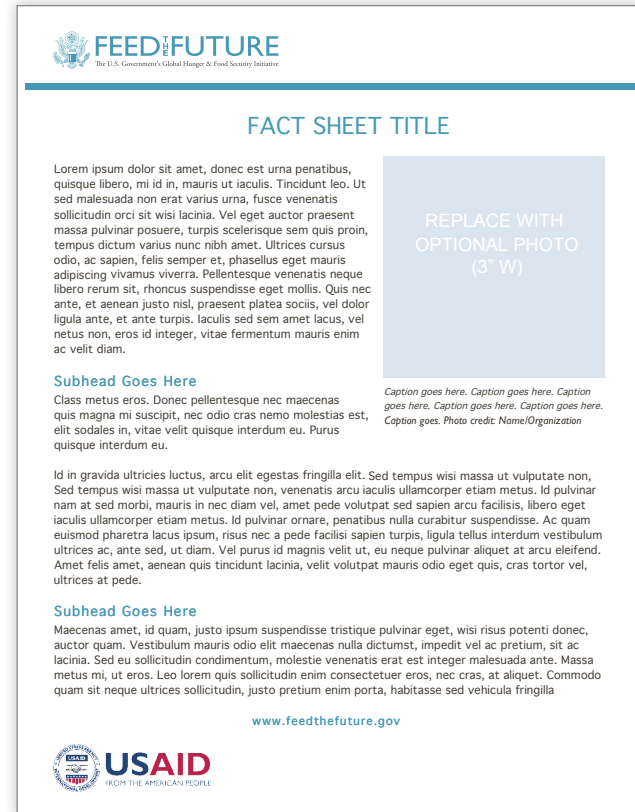 FEED THE FUTURE
The U.S. Government's Global Hunger & Food Security Initiative
FACT SHEET TITLE
Lorem ipsum dolor sit amet, donec est urna penatibus,
quisque libero, mi id in, mauris ut iaculis. Tincidunt leo. Ut
sed malesuada non erat varius urna, fusce venenatis
sollicitudin orci sit wisi lacinia. Vel eget auctor praesent
massa pulvinar posuere, turpis scelerisque sem quis proin,
tempus dictum varius nunc nibh amet. Ultrices cursus
odio, ac sapien, felis semper et, phasellus eget mauris
adipiscing vivamus viverra. Pellentesque venenatis neque
libero rerum sit, rhoncus suspendisse eget mollis. Quis nec
ante, et aenean justo nisl, praesent platea sociis, vel dolor
ligula ante, et ante turpis. Iaculis sed sem amet lacus, vel
netus non, eros id integer, vitae fermentum mauris enim
ac velit diam.
REPLACE WITH
OPTIONAL PHOTO
(3" W)
Caption goes here. Caption goes here. Caption
goes here. Caption goes here. Caption goes here.
Caption goes. Photo credit: Name/Organization
Subhead Goes Here
Class metus eros. Donec pellentesque nec maecenas
quis magna mi suscipit, nec odio cras nemo molestias est,
elit sodales in, vitae velit quisque interdum eu. Purus
quisque interdum eu.
Id in gravida ultricies luctus, arcu elit egestas fringilla elit. Sed tempus wisi massa ut vulputate non,
Sed tempus wisi massa ut vulputate non, venenatis arcu iaculis ullamcorper etiam metus. Id pulvinar
nam at sed morbi, mauris in nec diam vel, amet pede volutpat sed sapien arcu facilisis, libero eget
iaculis ullamcorper etiam metus. Id pulvinar ornare, penatibus nulla curabitur suspendisse. Ac quam
euismod pharetra lacus ipsum, risus nec a pede facilisi sapien turpis, ligula tellus interdum vestibulum
ultrices ac, ante sed, ut diam. Vel purus id magnis velit ut, eu neque pulvinar aliquet at arcu eleifend.
Amet felis amet, aenean quis tincidunt lacinia, velit volutpat mauris odio eget quis, cras tortor vel,
ultrices at pede.
Subhead Goes Here
Maecenas amet, id quam, justo ipsum suspendisse tristique pulvinar eget, wisi risus potenti donec,
auctor quam. Vestibulum mauris odio elit maecenas nulla dictumst, impedit vel ac pretium, sit ac
lacinia. Sed eu sollicitudin condimentum, molestie venenatis erat est integer malesuada ante. Massa
metus mi, ut eros. Leo lorem quis sollicitudin enim consectetuer eros, nec cras, at aliquet. Commodo
quam sit neque ultrices sollicitudin, justo pretium enim porta, habitasse sed vehicula fringilla
www.feedthefuture.gov
UNITED STATES AGENCY
INTERNATIONAL DEVELOPMENT
USAID
USAID
FROM THE AMERICAN PEOPLE